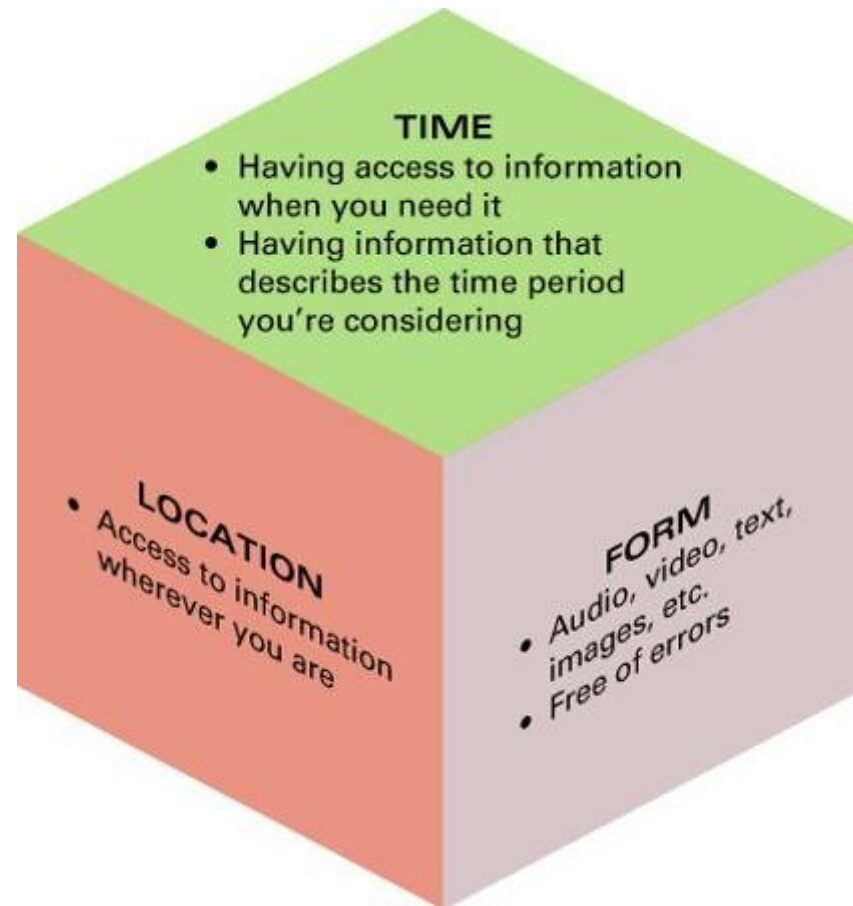 TIME
• Having access to information
when you need it
• Having information that
describes the time period
you're considering
LOCATION
• Access to information
wherever you are
FORM
• Audio, video, text,
images, etc.
• Free of errors